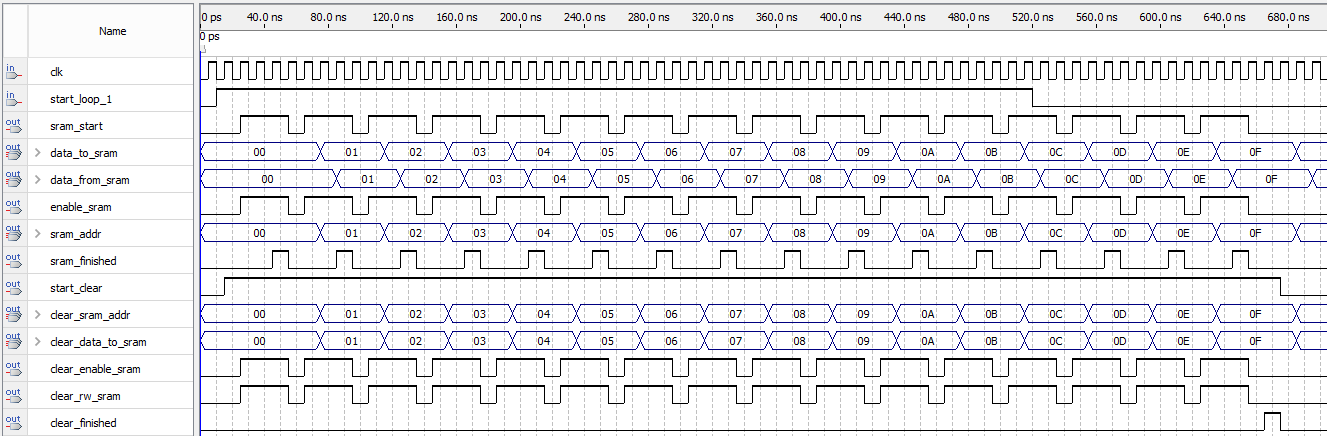 Name
0 ps 40.0 ns 80.0 ns 120.0 ns 160.0 ns 200.0 ns 240.0 ns 280.0 ns 320.0 ns 360.0 ns 400.0 ns 440.0 ns 480.0 ns 520.0 ns 560.0 ns 600.0 ns 640.0 ns 680.0 ns
0 ps
in clk
in start_loop_1
out sram_start
out data_to_sram 00 01 02 03 04 05 06 07 08 09 0A 0B 0C 0D 0E 0F
out data_from_sram 00 01 02 03 04 05 06 07 08 09 0A 0B 0C 0D 0E 0F
out enable_sram
out sram_addr 00 01 02 03 04 05 06 07 08 09 0A 0B 0C 0D 0E 0F
out sram_finished
out start_clear
out clear_sram_addr 00 01 02 03 04 05 06 07 08 09 0A 0B 0C 0D 0E 0F
out clear_data_to_sram 00 01 02 03 04 05 06 07 08 09 0A 0B 0C 0D 0E 0F
out clear_enable_sram
out clear_rw_sram
out clear_finished